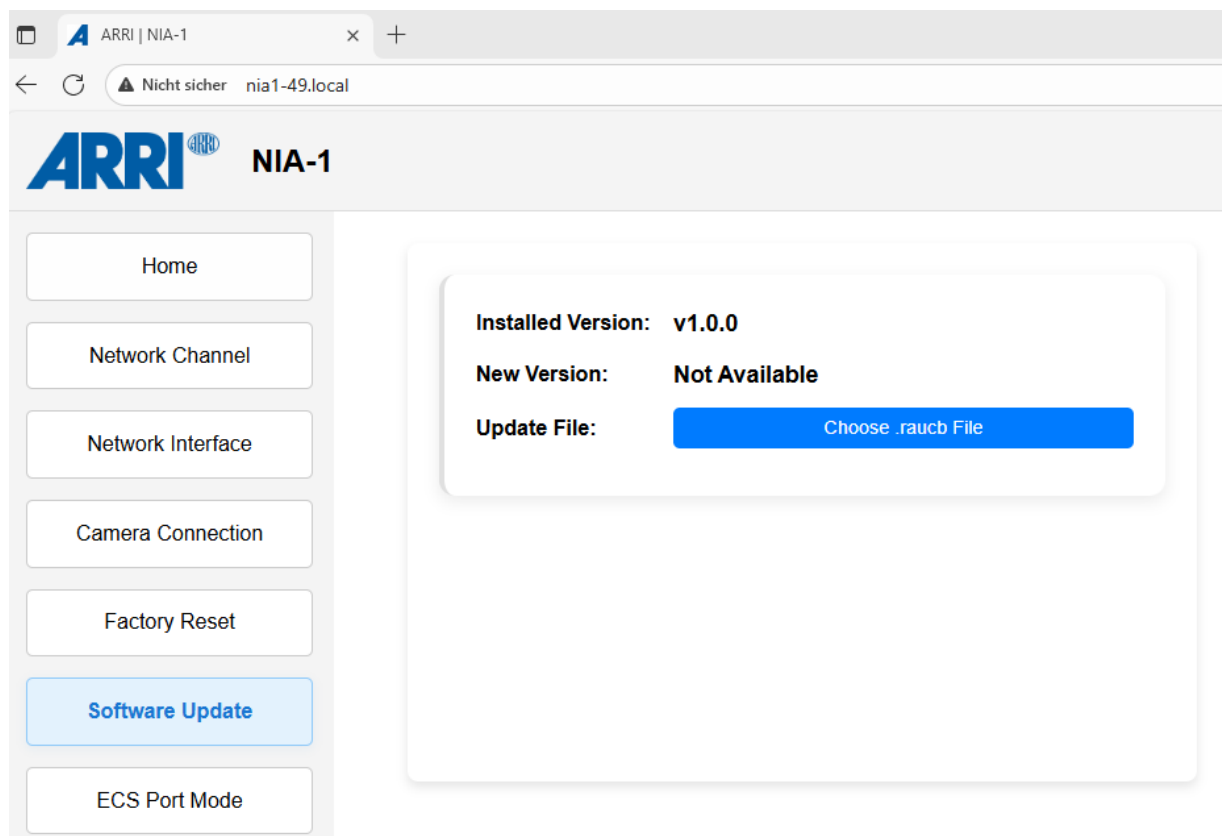 ARRI | NIA-1
Nicht sicher nia1-49.local
ARRI ARRI NIA-1
Home
Network Channel
Network Interface
Camera Connection
Factory Reset
Software Update
ECS Port Mode
Installed Version: v1.0.0
New Version: Not Available
Update File: Choose .raucb File